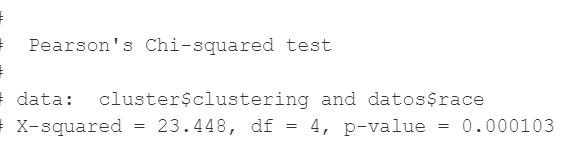 #
#  Pearson's Chi-squared test
#
# data:  cluster$clustering and datos$race
# X-squared = 23.448, df = 4, p-value = 0.000103